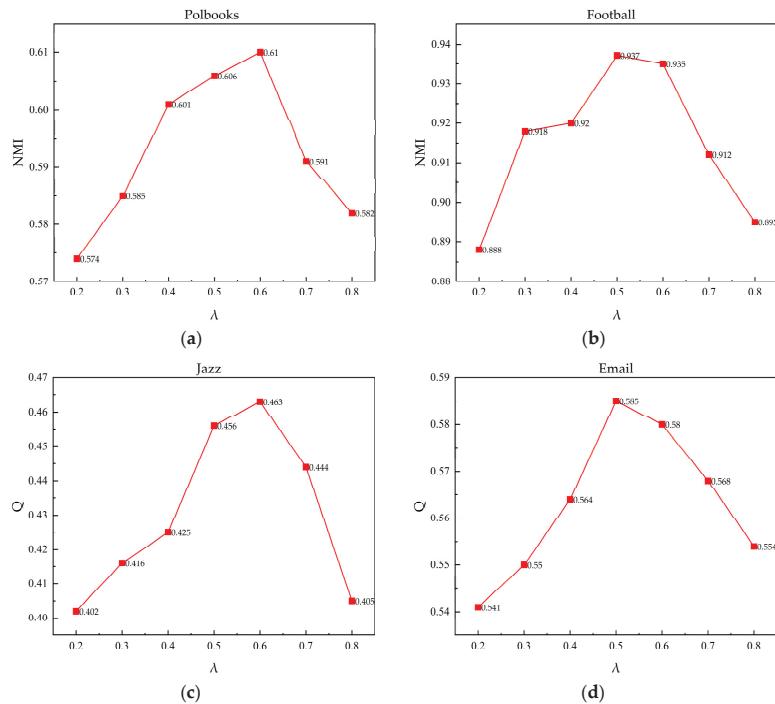 Polbooks
0.61
0.60
0.59
0.58
0.57
NMI
0.574
0.585
0.601
0.606
0.61
0.591
0.582
0.2 0.3 0.4 0.5 0.6 0.7 0.8
λ
(a)
Football
0.94
0.93
0.92
0.91
0.90
0.89
0.88
NMI
0.888
0.918
0.92
0.937
0.935
0.912
0.895
0.2 0.3 0.4 0.5 0.6 0.7 0.8
λ
(b)
Jazz
0.47
0.46
0.45
0.44
0.43
0.42
0.41
0.40
Q
0.402
0.416
0.425
0.456
0.463
0.444
0.405
0.2 0.3 0.4 0.5 0.6 0.7 0.8
λ
(c)
Email
0.59
0.58
0.57
0.56
0.55
0.54
Q
0.541
0.55
0.564
0.585
0.58
0.568
0.554
0.2 0.3 0.4 0.5 0.6 0.7 0.8
λ
(d)